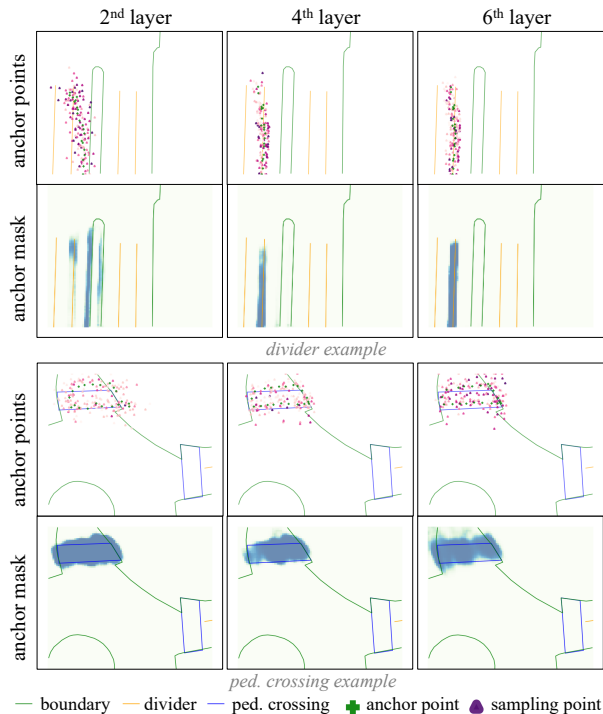 2nd layer 4th layer 6th layer
anchor points
anchor mask
divider example
anchor points
anchor mask
ped. crossing example
boundary divider ped. crossing anchor point sampling point